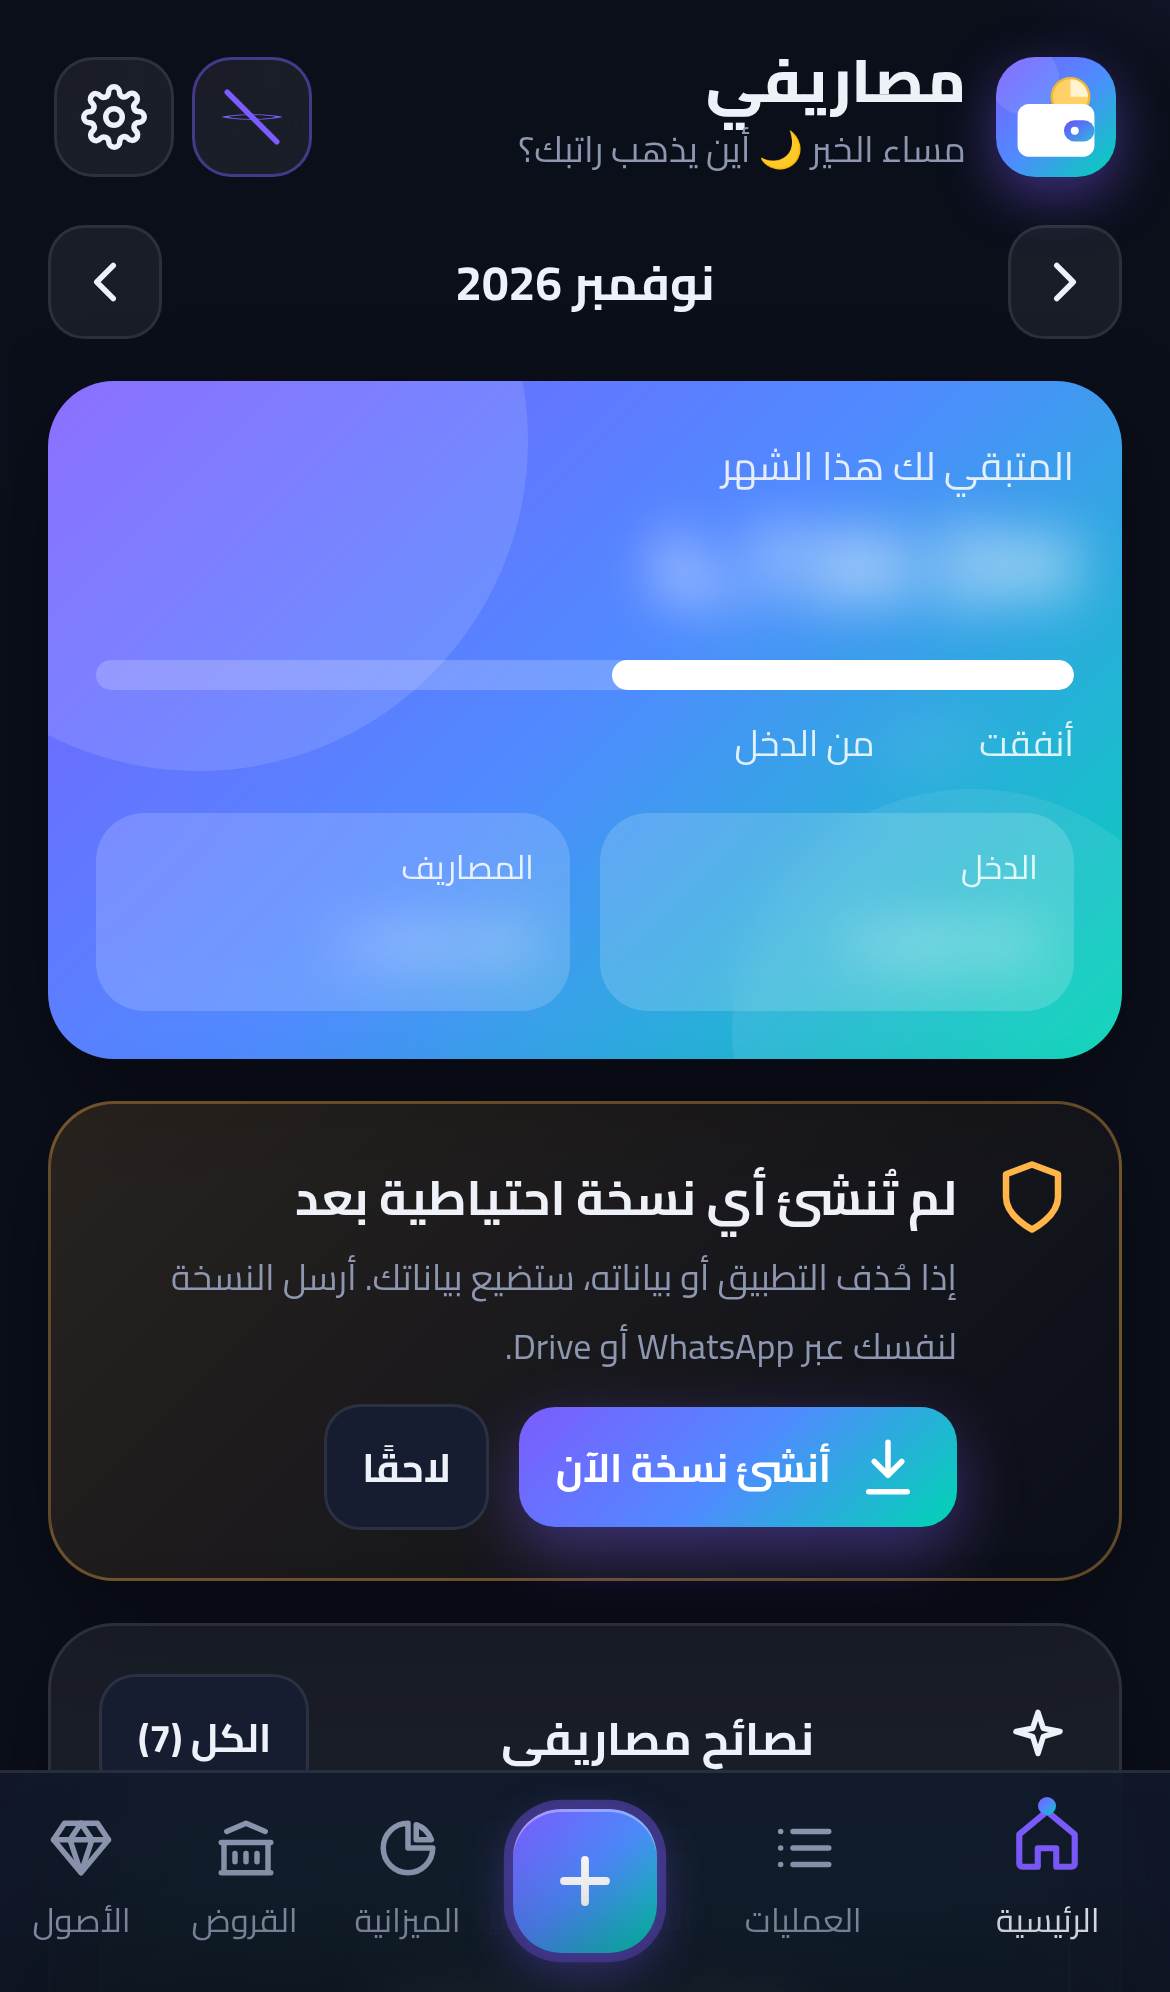 مصاريفي
مساء الخير 🌙 أين يذهب راتبك؟
نوفمبر 2026
المتبقي لك هذا الشهر
أنفقت من الدخل
الدخل
المصاريف
لم تُنشئ أي نسخة احتياطية بعد
إذا حُذف التطبيق أو بياناته، ستضيع بياناتك. أرسل النسخة
لنفسك عبر WhatsApp أو Drive.
أنشئ نسخة الآن
لاحقًا
نصائح مصاريفي
الكل (7)
الرئيسية
العمليات
الميزانية
القروض
الأصول